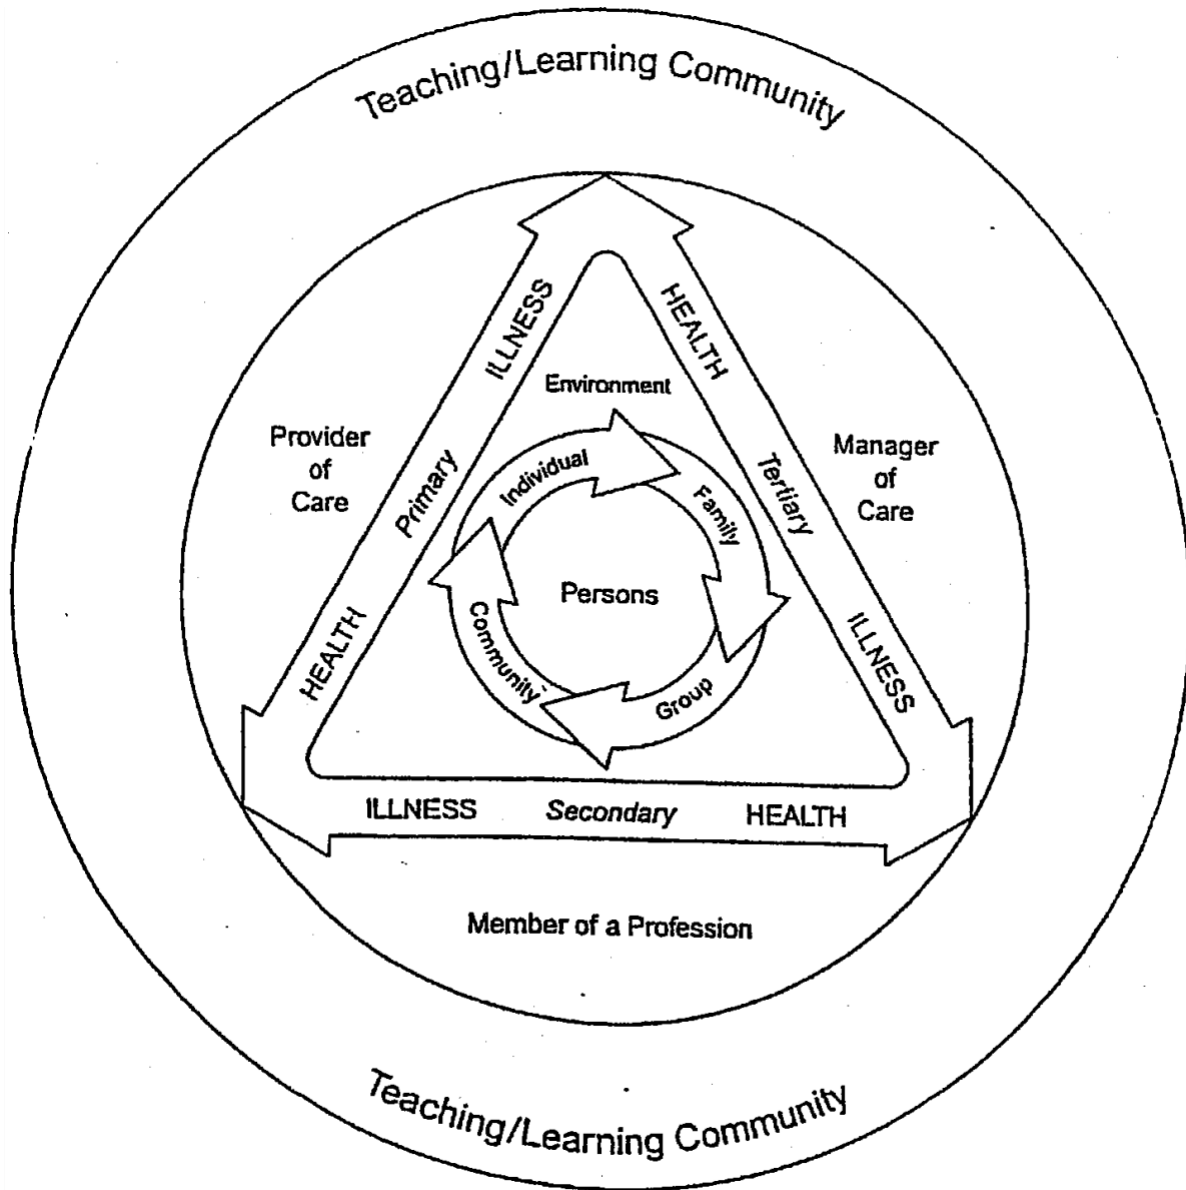 Teaching/Learning Community
ILLNESS
HEALTH
Environment
Provider
of
Care
Manager
of
Care
Primary
Individual
Family
Tertiary
Persons
HEALTH
Community
Group
ILLNESS
ILLNESS Secondary HEALTH
Member of a Profession
Teaching/Learning Community